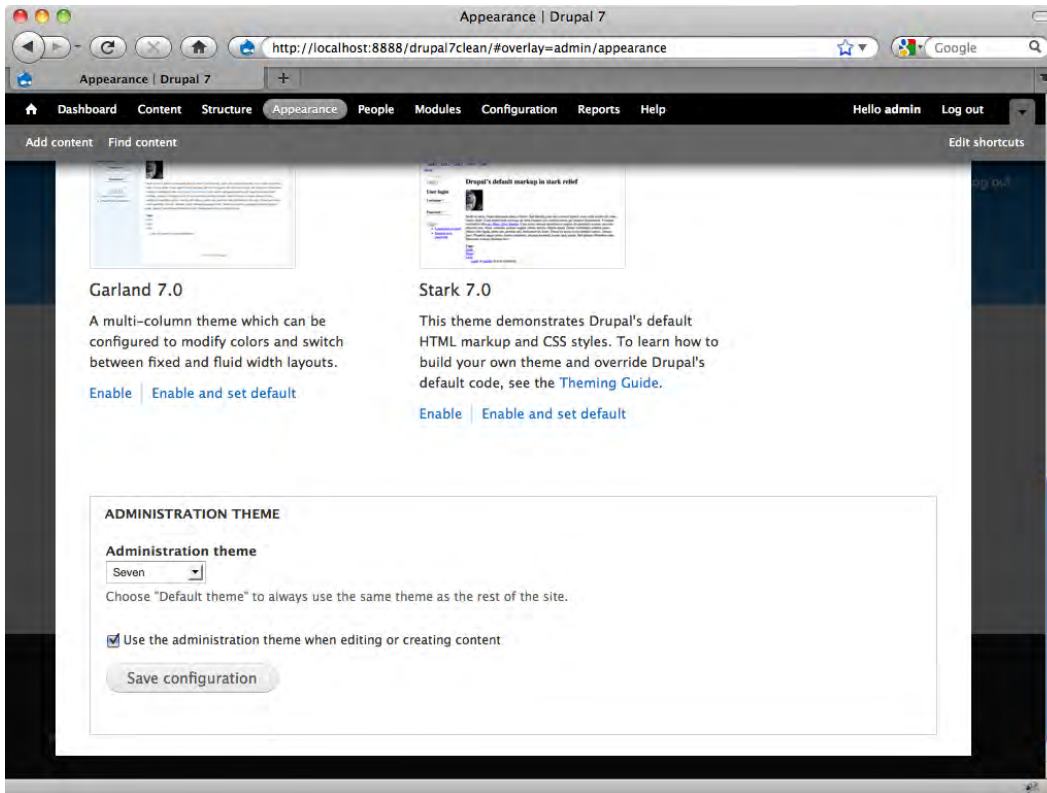 Appearance | Drupal 7
http://localhost:8888/drupal7clean/#overlay=admin/appearance
Google
Appearance | Drupal 7
Dashboard Content Structure Appearance People Modules Configuration Reports Help Hello admin Log out
Add content Find content Edit shortcuts
Log out
Drupal's default markup in stark relief
User login
Garland 7.0
A multi-column theme which can be
configured to modify colors and switch
between fixed and fluid width layouts.
Enable Enable and set default
Stark 7.0
This theme demonstrates Drupal's default
HTML markup and CSS styles. To learn how to
build your own theme and override Drupal's
default code, see the Theming Guide.
Enable Enable and set default
ADMINISTRATION THEME
Administration theme
Seven
Choose "Default theme" to always use the same theme as the rest of the site.
Use the administration theme when editing or creating content
Save configuration